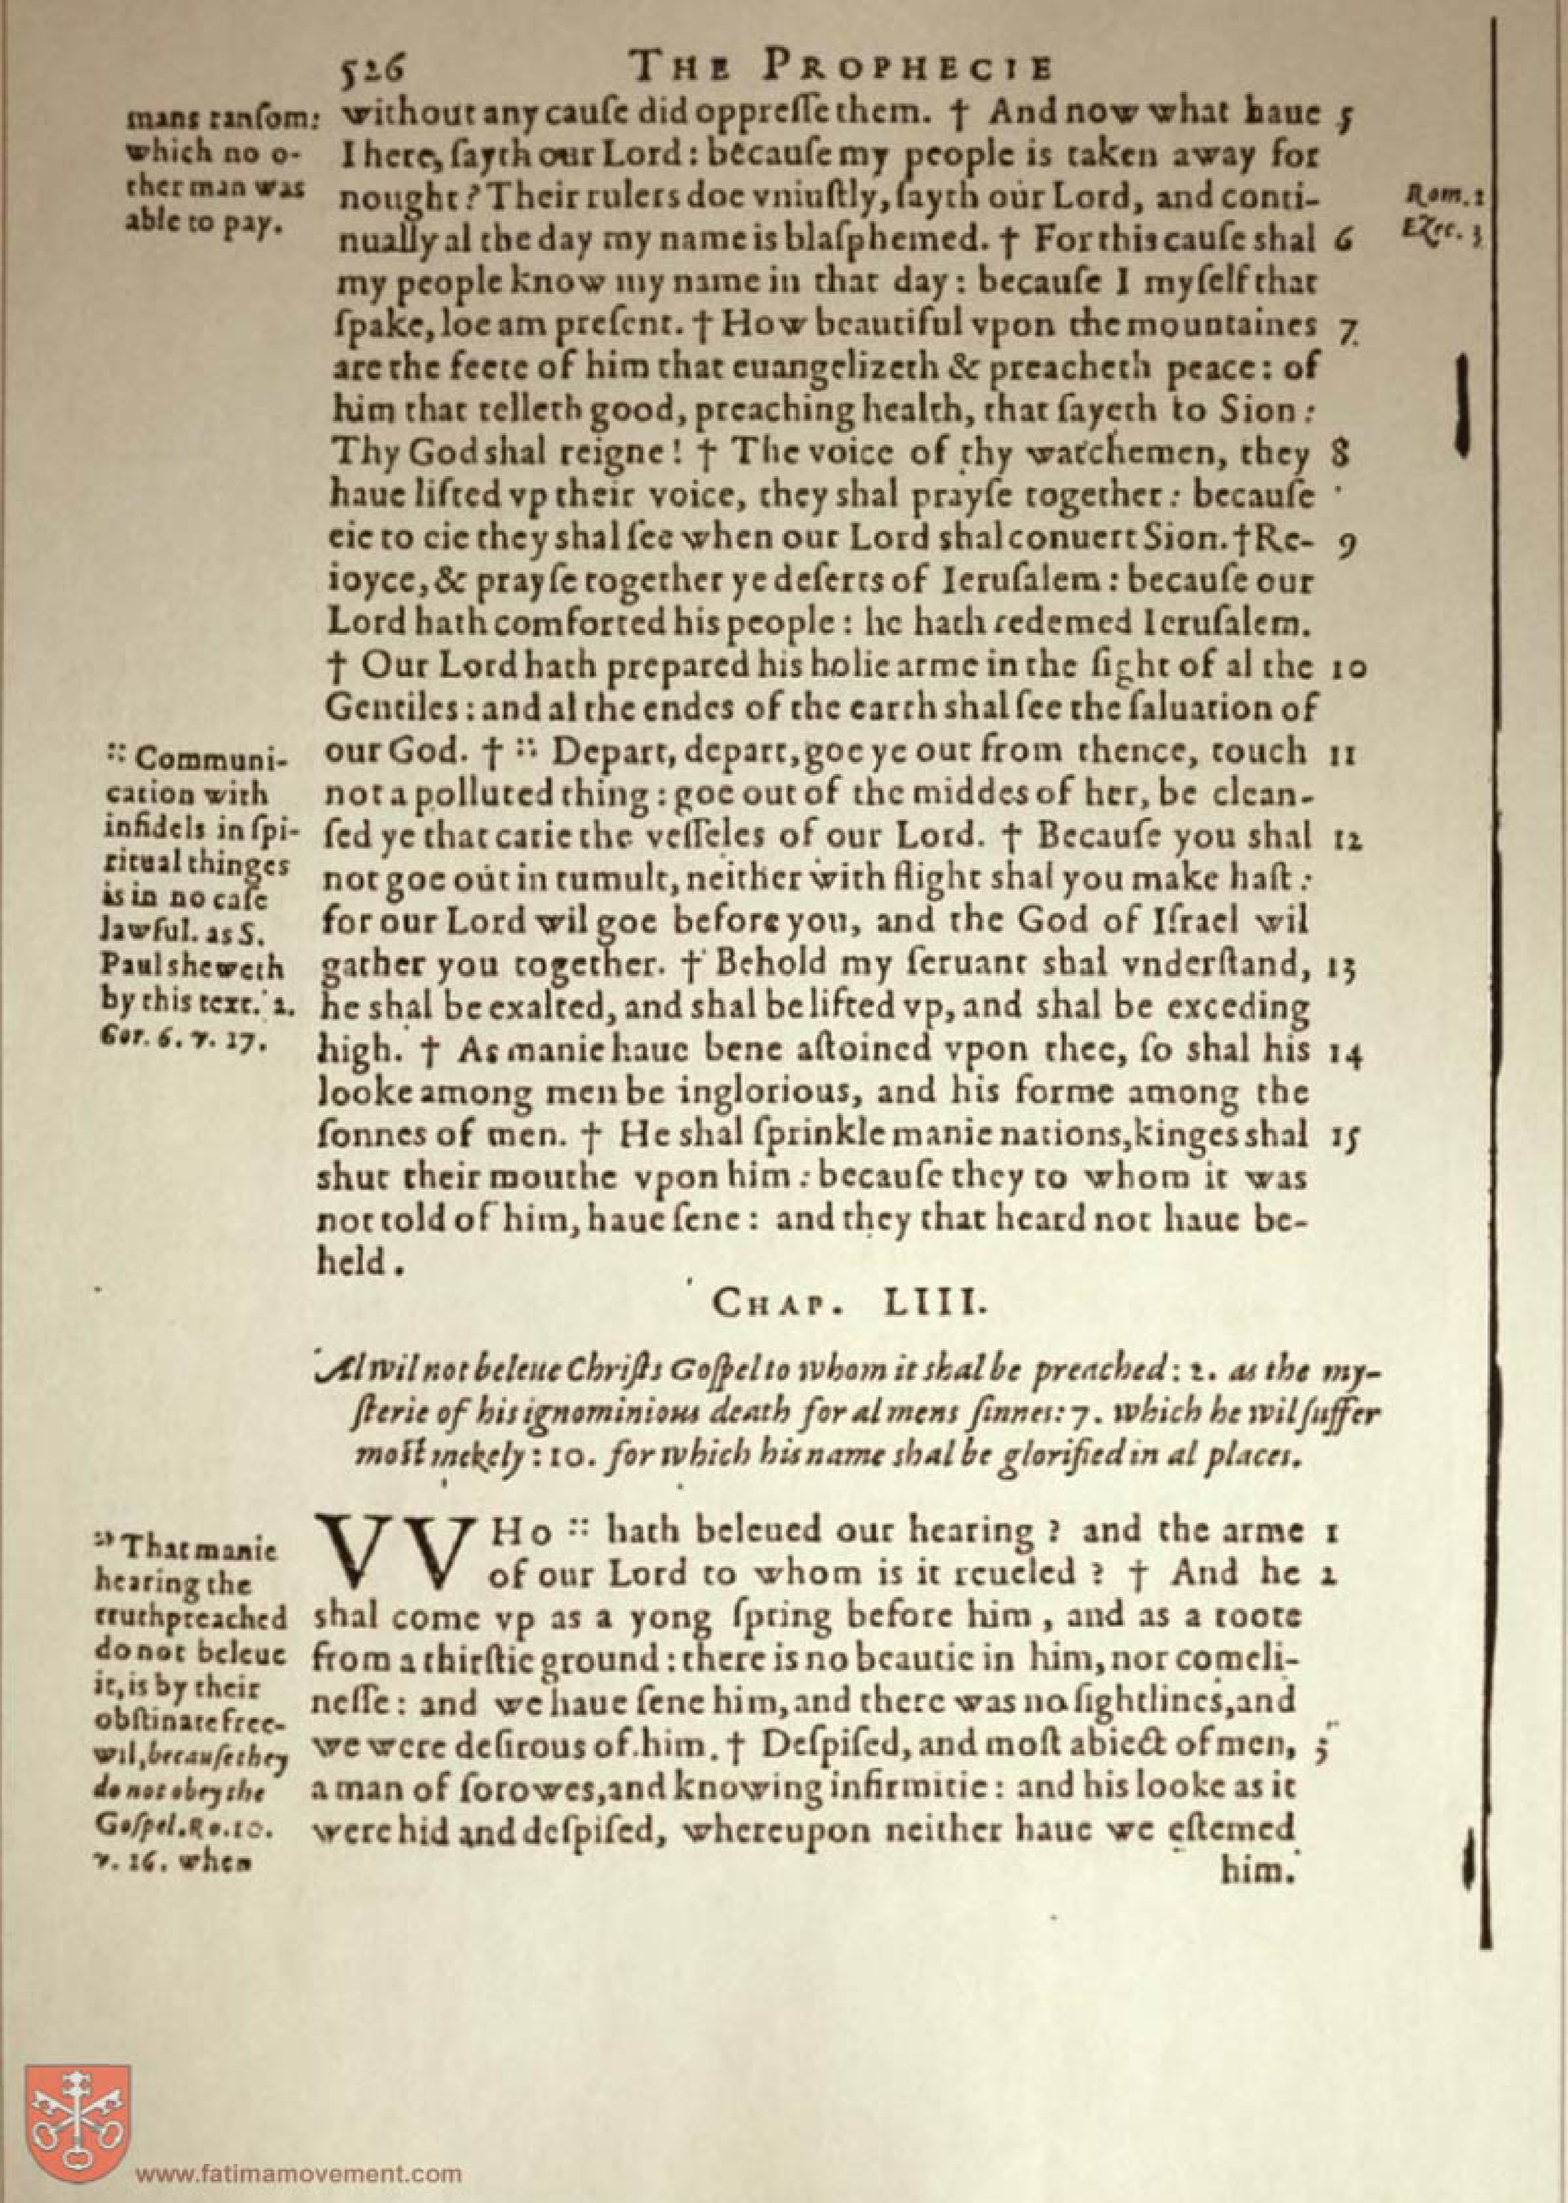 526 THE PROPHECIE
mans ranſom:
which no o-
ther man was
able to pay.
without any cauſe did oppreſſe them. † And now what haue 5
I here, ſayth our Lord: becauſe my people is taken away for
nought? Their rulers doe vniuſtly, ſayth our Lord, and conti-
nually al the day my name is blaſphemed. † For this cauſe shal 6
my people know my name in that day: becauſe I myſelf that
ſpake, loe am preſent. † How beautiful vpon the mountaines 7
are the feete of him that euangelizeth & preacheth peace: of
him that telleth good, preaching health, that ſayeth to Sion:
Thy God shal reigne! † The voice of thy watchemen, they 8
haue lifted vp their voice, they shal prayſe together: becauſe
eie to eie they shal ſee when our Lord shal conuert Sion. † Re- 9
ioyce, & prayſe together ye deſerts of Ieruſalem: becauſe our
Lord hath comforted his people: he hath redemed Ieruſalem.
† Our Lord hath prepared his holie arme in the ſight of al the 10
Gentiles: and al the endes of the earth shal ſee the ſaluation of
our God. † :: Depart, depart, goe ye out from thence, touch 11
not a polluted thing: goe out of the middes of her, be clean-
ſed ye that carie the veſſeles of our Lord. † Becauſe you shal 12
not goe out in tumult, neither with flight shal you make haſt:
for our Lord wil goe before you, and the God of Iſrael wil
gather you together. † Behold my ſeruant shal vnderſtand, 13
he shal be exalted, and shal be lifted vp, and shal be exceding
high. † As manie haue bene aſtoined vpon thee, ſo shal his 14
looke among men be inglorious, and his forme among the
ſonnes of men. † He shal ſprinkle manie nations, kinges shal 15
shut their mouthe vpon him: becauſe they to whom it was
not told of him, haue ſene: and they that heard not haue be-
held.
Rom. 2
Ezec. 3
:: Communi-
cation with
infidels in ſpi-
ritual thinges
is in no caſe
lawful. as S.
Paul sheweth
by this text. 2.
Cor. 6. v. 17.
CHAP. LIII.
Al wil not beleue Chriſts Goſpel to whom it shal be preached: 2. as the my-
ſterie of his ignominious death for al mens ſinnes: 7. which he wil ſuffer
moſt mekely: 10. for which his name shal be glorified in al places.
:: That manie
hearing the
truth preached
do not beleue
it, is by their
obſtinate free-
wil, becauſe they
do not obey the
Goſpel. Ro. 10.
v. 16. when
VVHo :: hath beleued our hearing? and the arme 1
of our Lord to whom is it reueled? † And he 2
shal come vp as a yong ſpring before him, and as a roote
from a thirſtie ground: there is no beautie in him, nor comeli-
neſſe: and we haue ſene him, and there was no ſightlines, and
we were deſirous of him. † Deſpiſed, and moſt abiect of men, 3
a man of ſorowes, and knowing infirmitie: and his looke as it
were hid and deſpiſed, whereupon neither haue we eſtemed
him.
www.fatimamovement.com